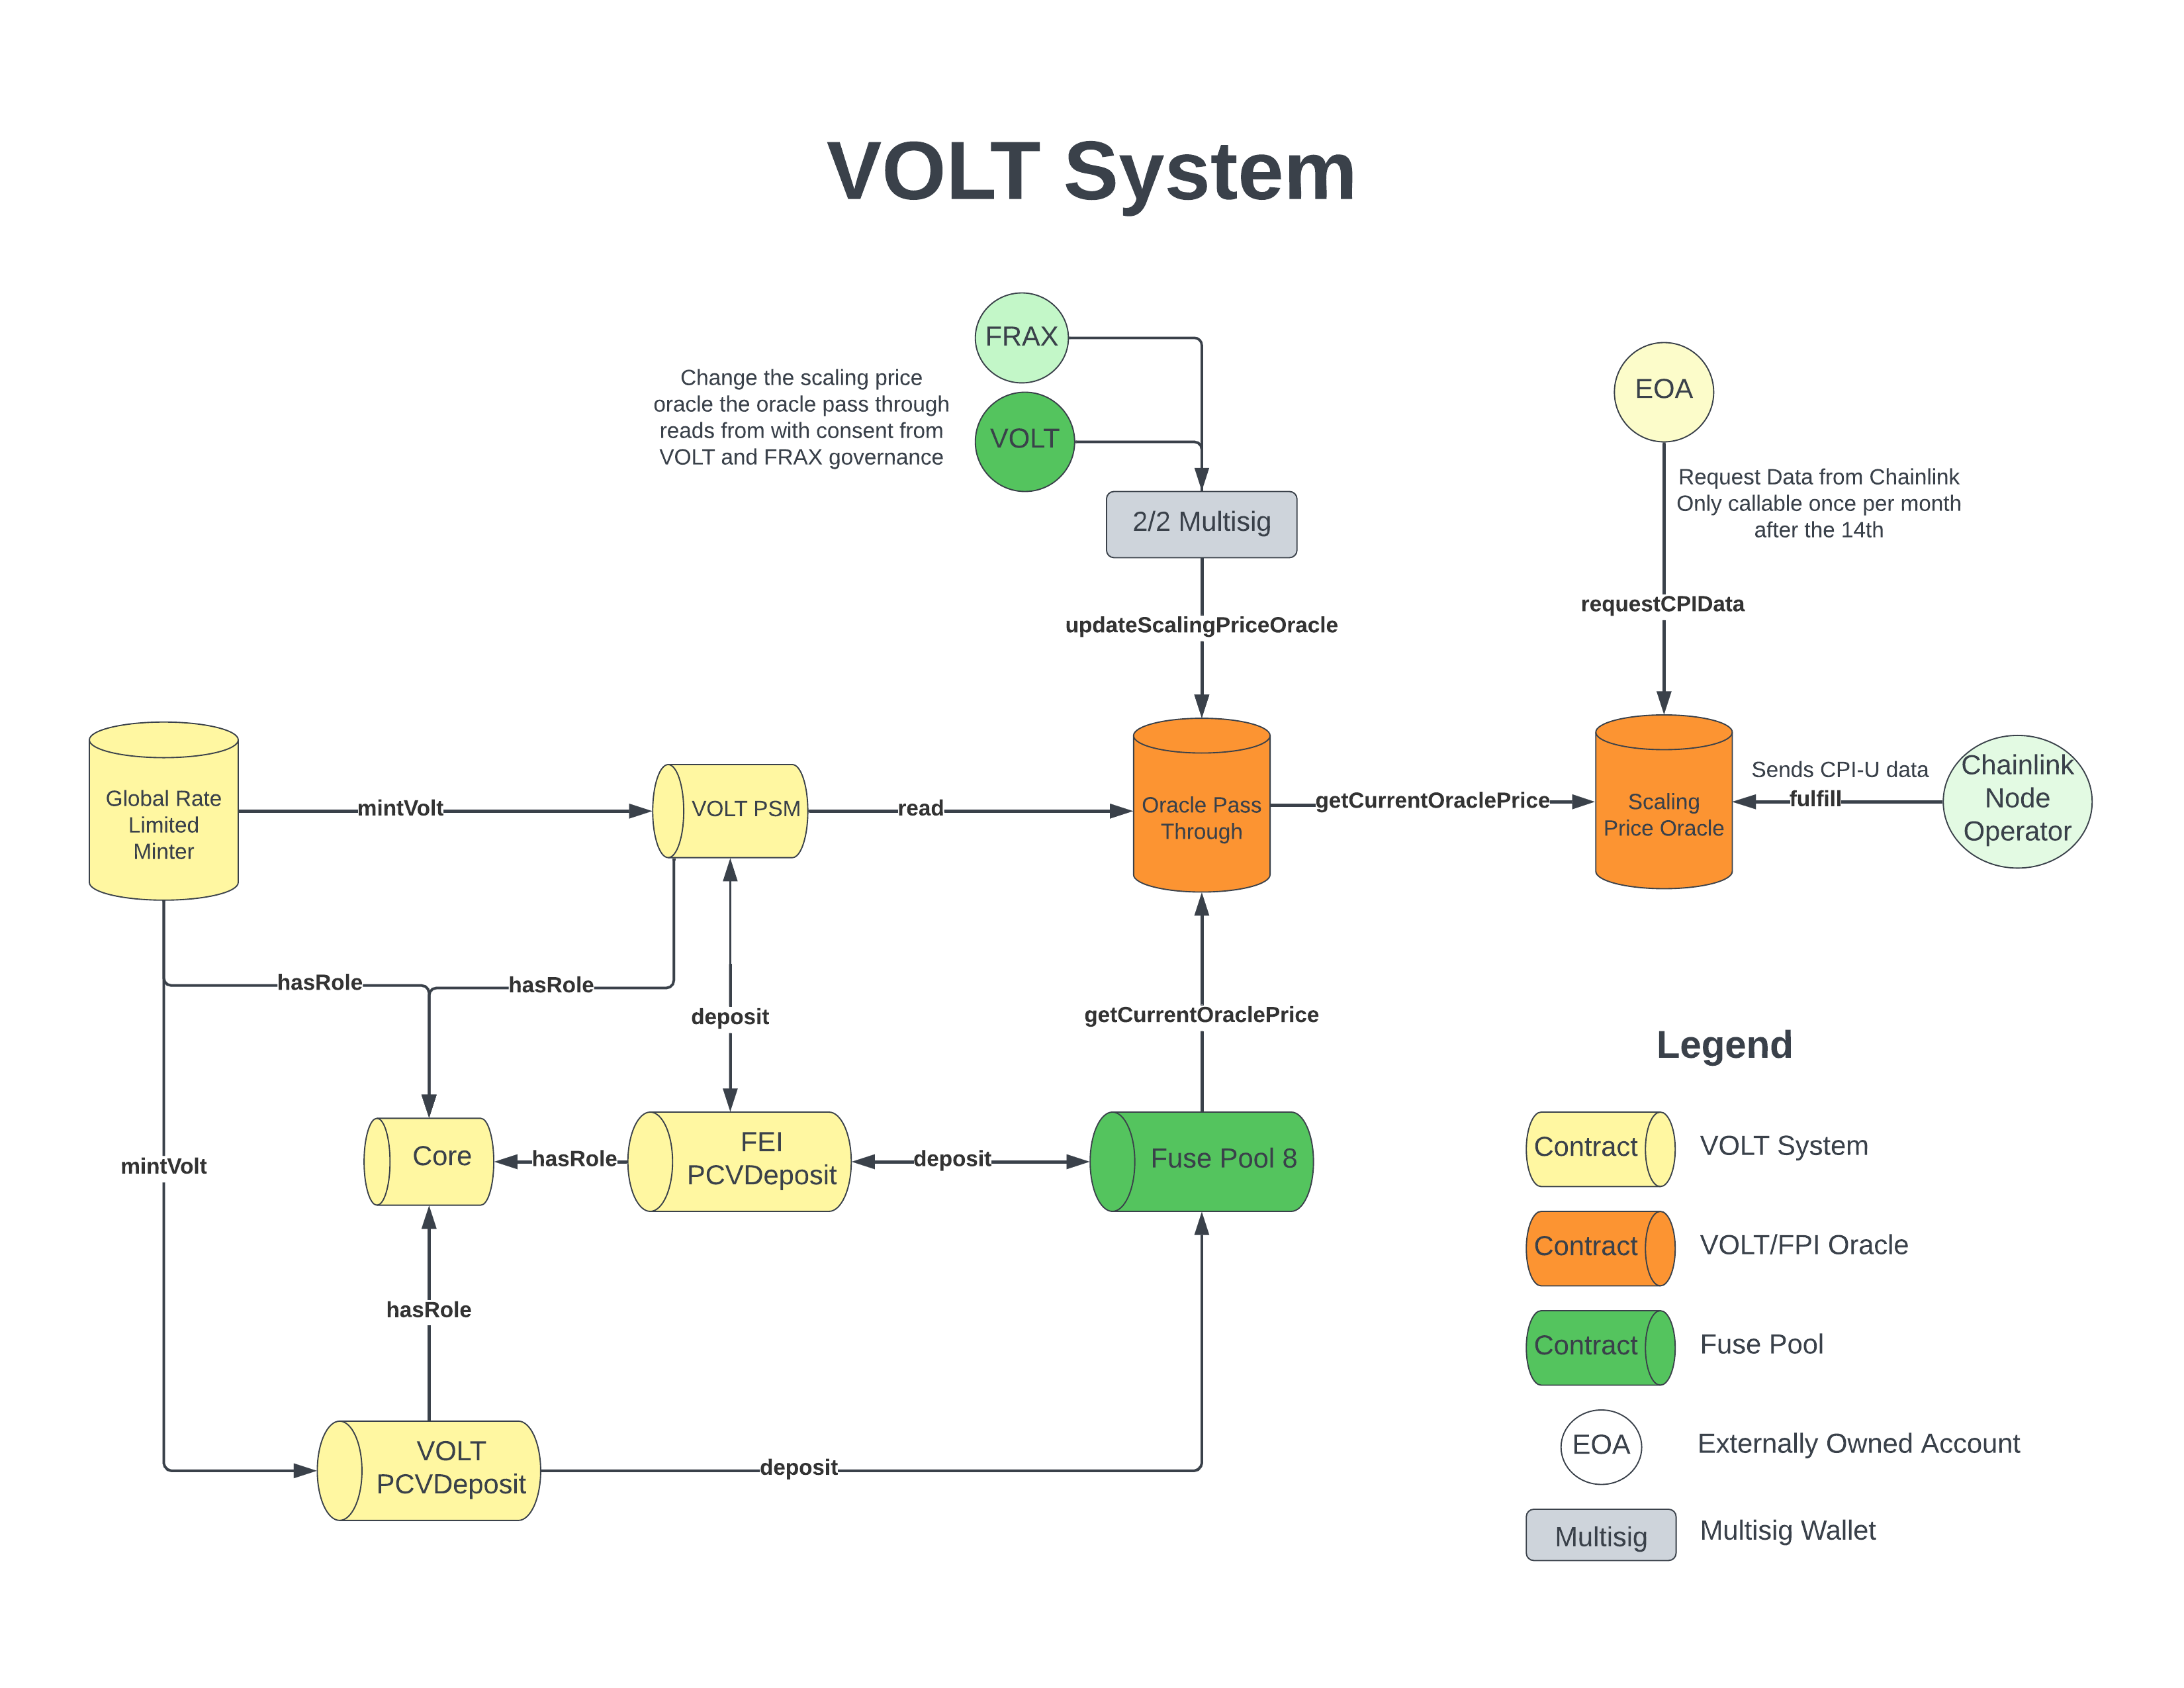 VOLT System
FRAX
Change the scaling price
oracle the oracle pass through
reads from with consent from
VOLT and FRAX governance
VOLT
EOA
Request Data from Chainlink
Only callable once per month
after the 14th
2/2 Multisig
updateScalingPriceOracle
requestCPIData
Global Rate
Limited
Minter
mintVolt
VOLT PSM
read
Oracle Pass
Through
getCurrentOraclePrice
Scaling
Price Oracle
Sends CPI-U data
fulfill
Chainlink
Node
Operator
hasRole
hasRole
deposit
getCurrentOraclePrice
mintVolt
Core
hasRole
FEI
PCVDeposit
deposit
Fuse Pool 8
hasRole
VOLT
PCVDeposit
deposit
Legend
Contract
VOLT System
Contract
VOLT/FPI Oracle
Contract
Fuse Pool
EOA
Externally Owned Account
Multisig
Multisig Wallet